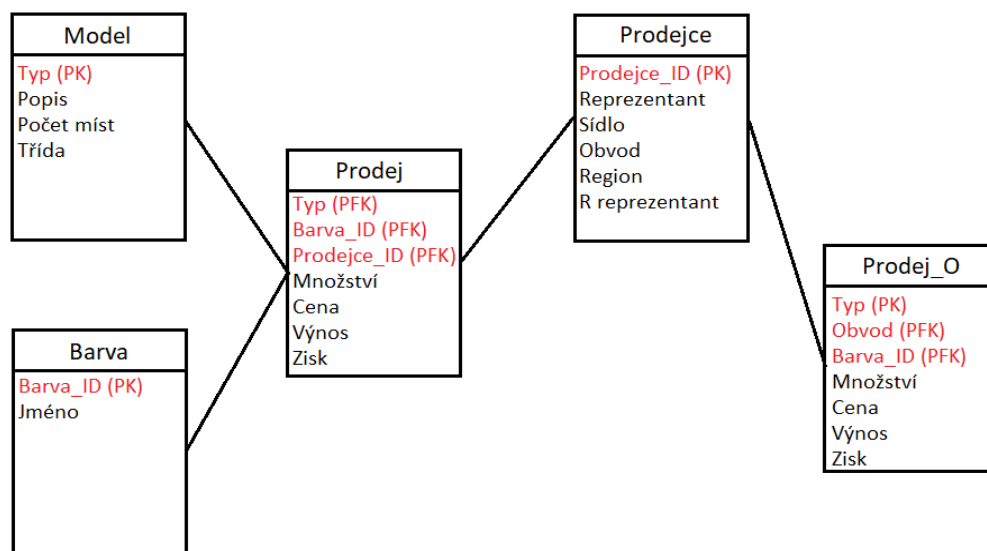 Model
Typ (PK)
Popis
Počet míst
Třída
Barva
Barva_ID (PK)
Jméno
Prodej
Typ (PFK)
Barva_ID (PFK)
Prodejce_ID (PFK)
Množství
Cena
Výnos
Zisk
Prodejce
Prodejce_ID (PK)
Reprezentant
Sídlo
Obvod
Region
R reprezentant
Prodej_O
Typ (PK)
Obvod (PFK)
Barva_ID (PFK)
Množství
Cena
Výnos
Zisk